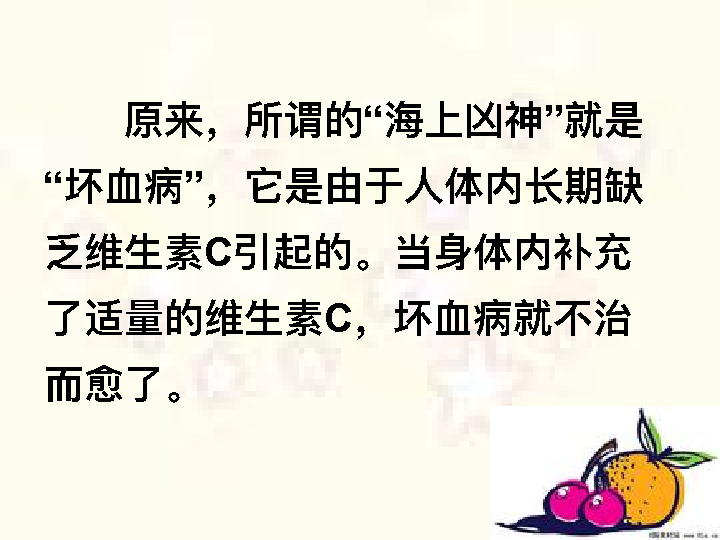 原来，所谓的“海上凶神”就是
“坏血病”，它是由于人体内长期缺
乏维生素C引起的。当身体内补充
了适量的维生素C，坏血病就不治
而愈了。